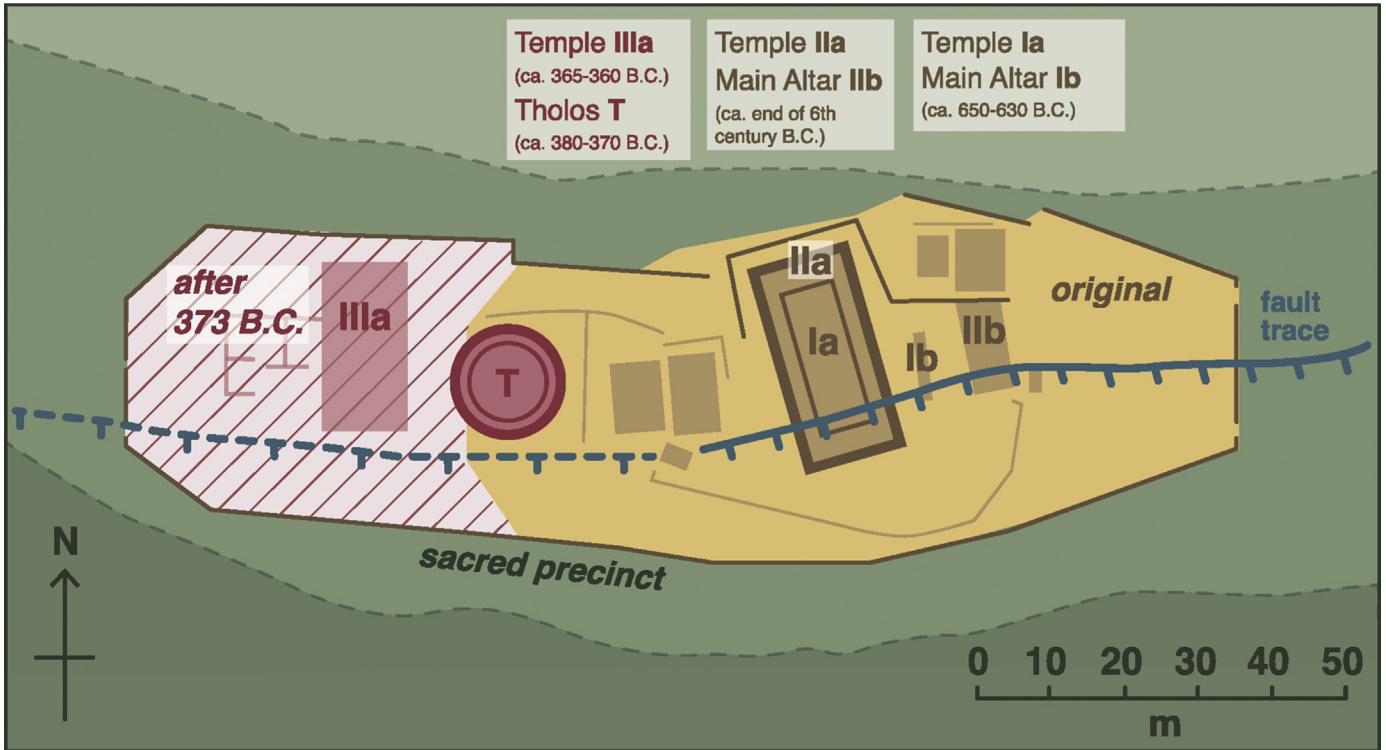 Temple IIIa
(ca. 365-360 B.C.)
Tholos T
(ca. 380-370 B.C.)
Temple IIa
Main Altar IIb
(ca. end of 6th
century B.C.)
Temple Ia
Main Altar Ib
(ca. 650-630 B.C.)
after
373 B.C.
IIIa
T
IIa
Ia
Ib
IIb
original
fault
trace
sacred precinct
N
0 10 20 30 40 50
m